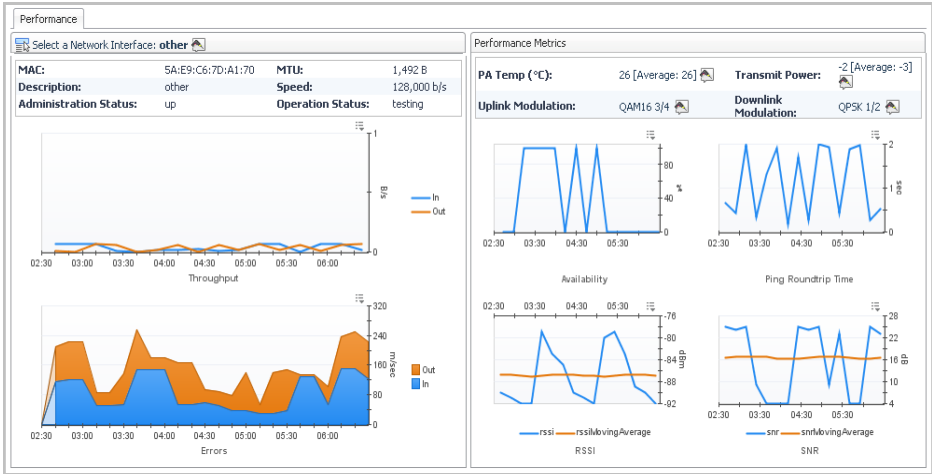 Performance
Select a Network Interface: other
MAC: 5A:E9:C6:7D:A1:70 MTU: 1,492 B
Description: other Speed: 128,000 b/s
Administration Status: up Operation Status: testing
1
B/s
0
In
Out
02:30 03:00 03:30 04:00 04:30 05:00 05:30 06:00
Throughput
320
240
m/sec
160
80
0
Out
In
02:30 03:00 03:30 04:00 04:30 05:00 05:30 06:00
Errors
Performance Metrics
PA Temp (°C): 26 [Average: 26] Transmit Power: -2 [Average: -3]
Uplink Modulation: QAM16 3/4 Downlink Modulation: QPSK 1/2
80
%
40
0
02:30 03:30 04:30 05:30
Availability
2
sec
1
0
02:30 03:30 04:30 05:30
Ping Roundtrip Time
02:30 03:30 04:30 05:30
-76
-80
dBm
-84
-88
-92
rssi rssiMovingAverage
RSSI
28
22
dB
16
10
4
02:30 03:30 04:30 05:30
snr snrMovingAverage
SNR